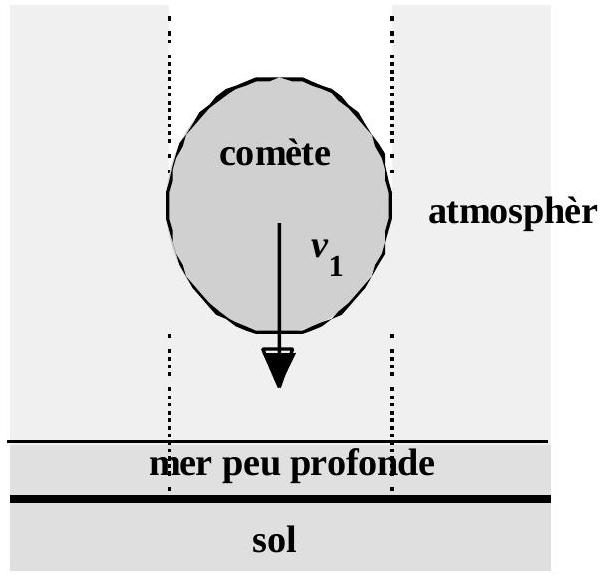 comète
atmosphèr
v1
mer peu profonde
sol